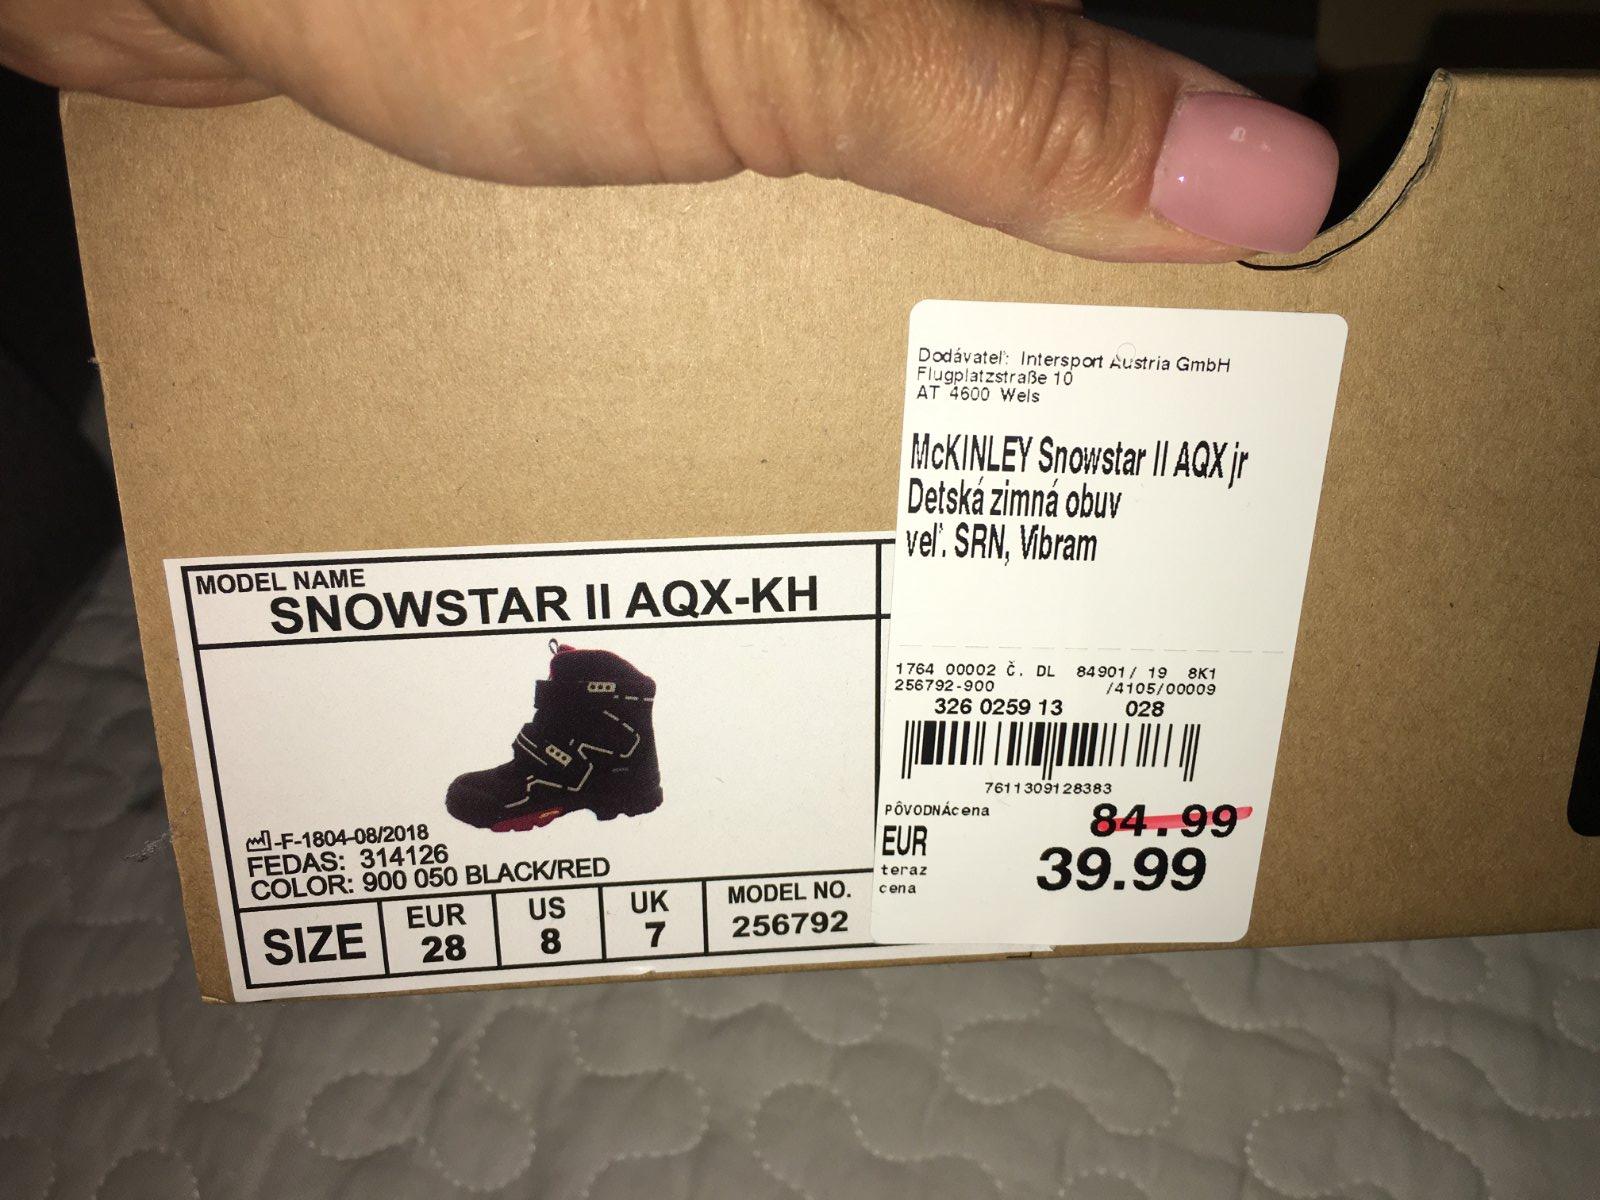 Dodávateľ: Intersport Austria GmbH
Flugplatzstraße 10
AT 4600 Wels
McKINLEY Snowstar II AQX jr
Detská zimná obuv
veľ. SRN, Vibram
1764 00002 Č. DL 84901/ 19 8K1
256792-900 /4105/00009
326 0259 13 028
7611309128383
PÔVODNÁcena 84.99
EUR 39.99
teraz
cena
MODEL NAME
SNOWSTAR II AQX-KH
-F-1804-08/2018
FEDAS: 314126
COLOR: 900 050 BLACK/RED
SIZE EUR 28 US 8 UK 7 MODEL NO. 256792